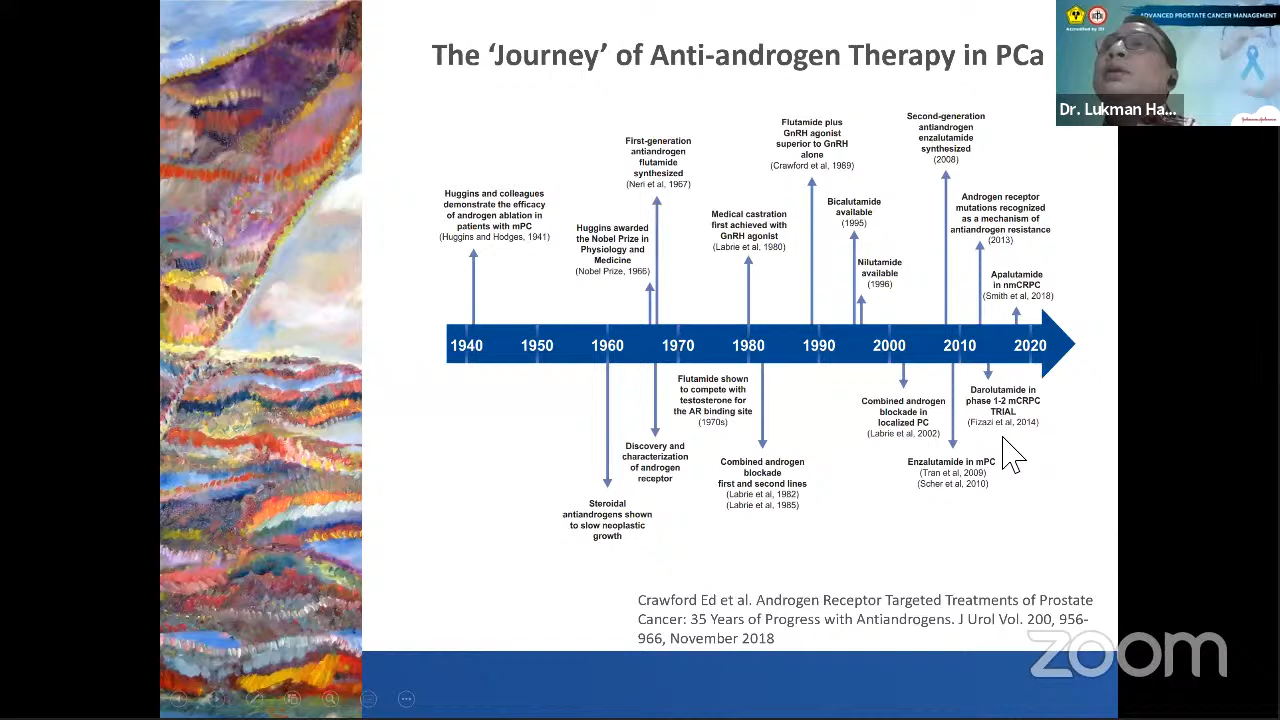 The ‘Journey’ of Anti-androgen Therapy in PCa
ADVANCED PROSTATE CANCER MANAGEMENT
Accredited by IDI
Dr. Lukman Ha...
Huggins and colleagues
demonstrate the efficacy
of androgen ablation in
patients with mPC
(Huggins and Hodges, 1941)
Huggins awarded
the Nobel Prize in
Physiology and
Medicine
(Nobel Prize, 1966)
First-generation
antiandrogen
flutamide
synthesized
(Neri et al, 1967)
Medical castration
first achieved with
GnRH agonist
(Labrie et al, 1980)
Flutamide plus
GnRH agonist
superior to GnRH
alone
(Crawford et al, 1989)
Bicalutamide
available
(1995)
Nilutamide
available
(1996)
Second-generation
antiandrogen
enzalutamide
synthesized
(2008)
Androgen receptor
mutations recognized
as a mechanism of
antiandrogen resistance
(2013)
Apalutamide
in nmCRPC
(Smith et al, 2018)
1940 1950 1960 1970 1980 1990 2000 2010 2020
Steroidal
antiandrogens shown
to slow neoplastic
growth
Discovery and
characterization
of androgen
receptor
Flutamide shown
to compete with
testosterone for
the AR binding site
(1970s)
Combined androgen
blockade
first and second lines
(Labrie et al, 1982)
(Labrie et al, 1985)
Combined androgen
blockade in
localized PC
(Labrie et al, 2002)
Enzalutamide in mPC
(Tran et al, 2009)
(Scher et al, 2010)
Darolutamide in
phase 1-2 mCRPC
TRIAL
(Fizazi et al, 2014)
Crawford Ed et al. Androgen Receptor Targeted Treatments of Prostate
Cancer: 35 Years of Progress with Antiandrogens. J Urol Vol. 200, 956-
966, November 2018
zoom